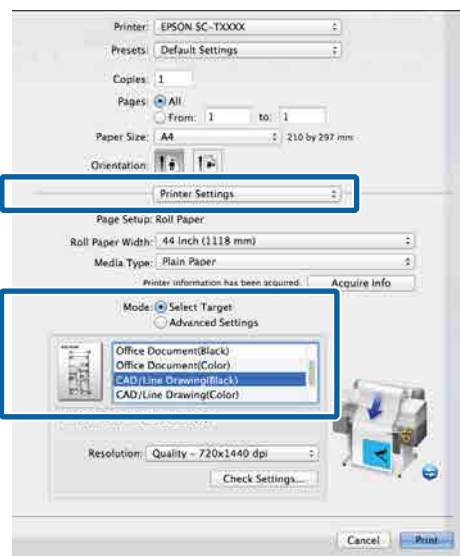 Printer: EPSON SC-TXXXX
Presets: Default Settings
Copies: 1
Pages: All
From: 1 to: 1
Paper Size: A4 210 by 297 mm
Orientation:
Printer Settings
Page Setup: Roll Paper
Roll Paper Width: 44 Inch (1118 mm)
Media Type: Plain Paper
Printer information has been acquired. Acquire Info
Mode: Select Target
Advanced Settings
Office Document(Black)
Office Document(Color)
CAD/Line Drawing(Black)
CAD/Line Drawing(Color)
Resolution: Quality - 720x1440 dpi
Check Settings...
Cancel Print